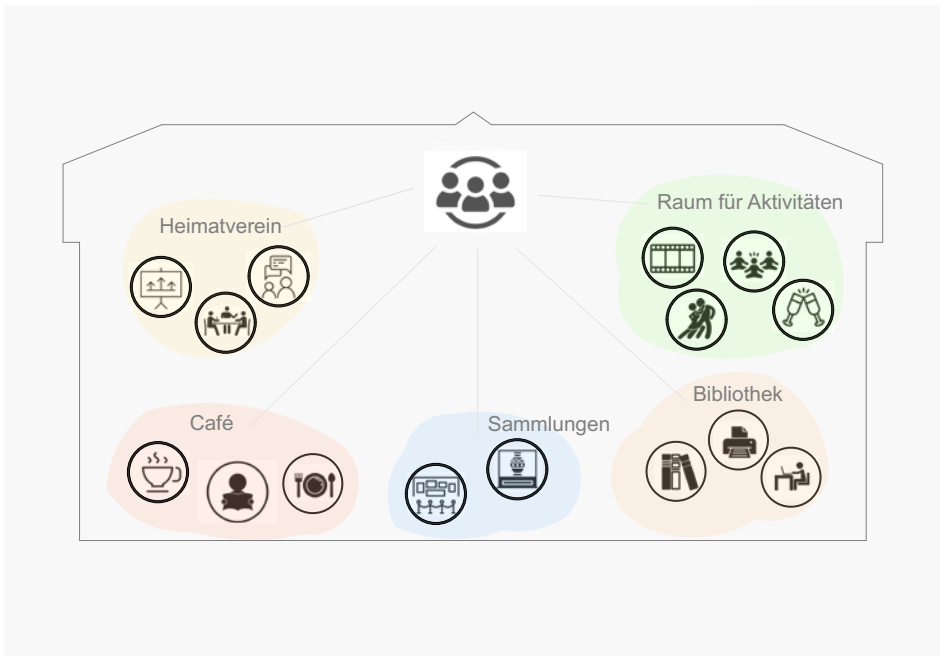 Heimatverein
Raum für Aktivitäten
Café
Sammlungen
Bibliothek